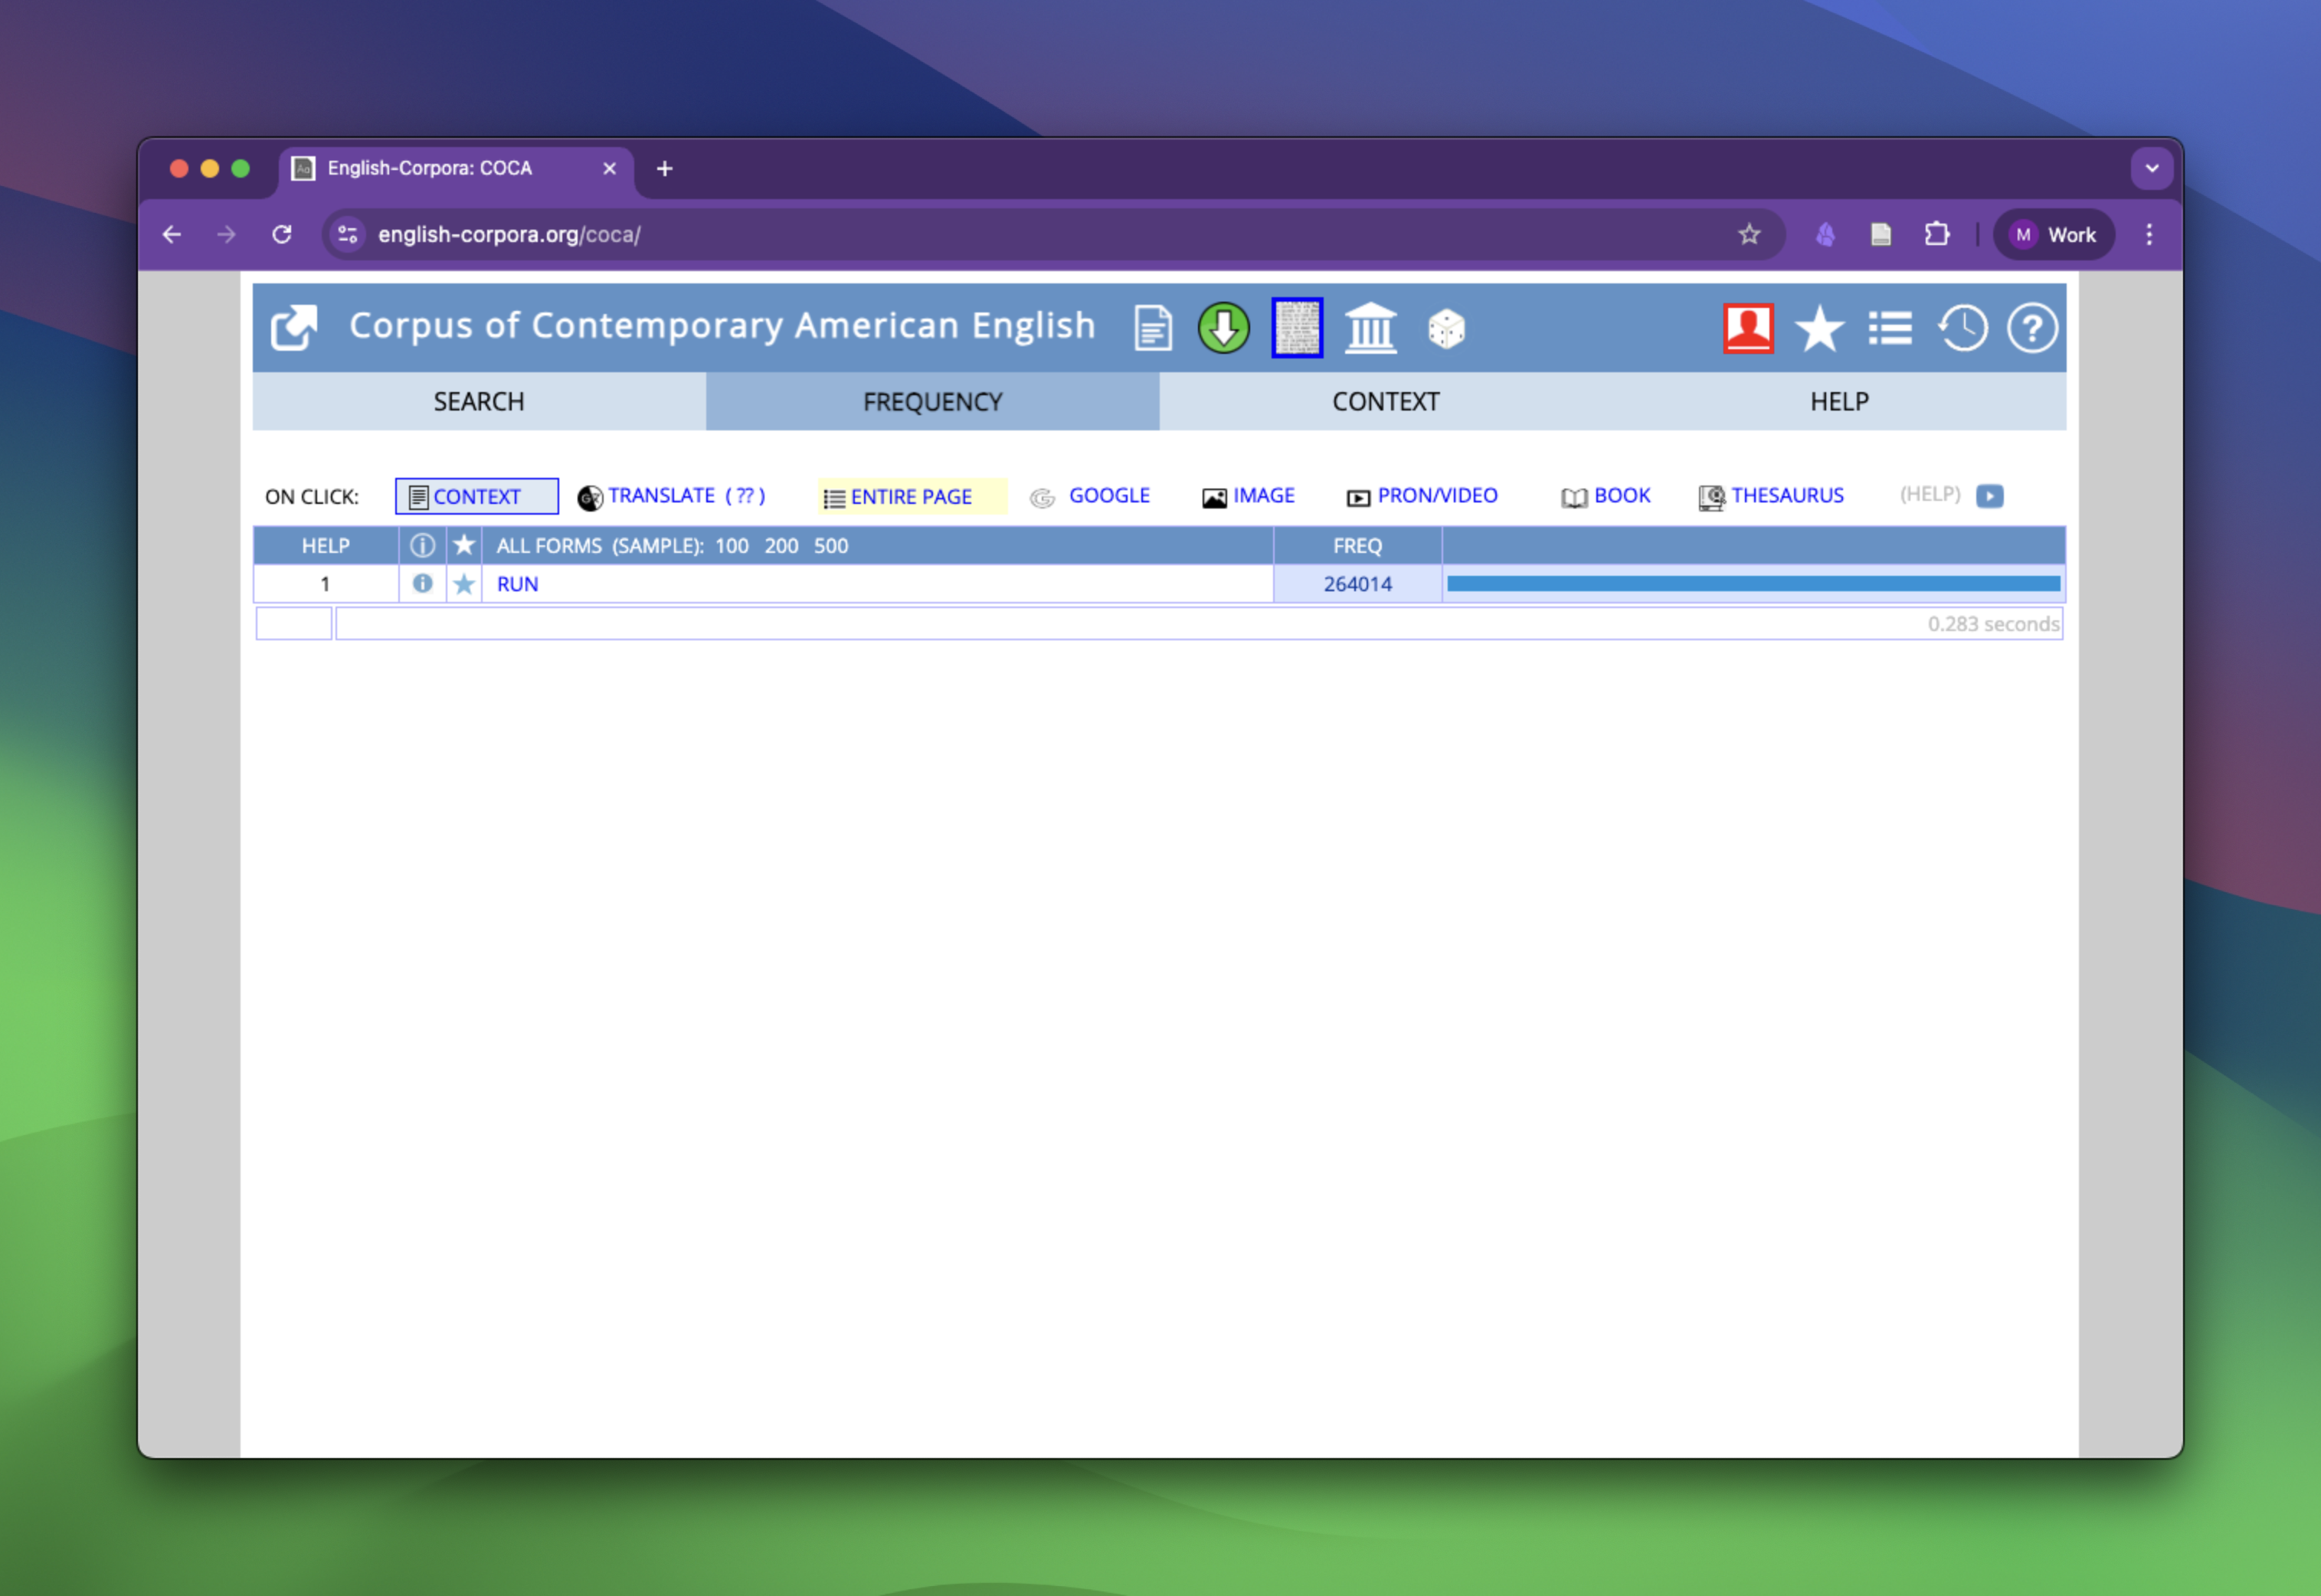 English-Corpora: COCA
english-corpora.org/coca/
M Work
Corpus of Contemporary American English
SEARCH FREQUENCY CONTEXT HELP
ON CLICK: CONTEXT TRANSLATE ( ?? ) ENTIRE PAGE GOOGLE IMAGE PRON/VIDEO BOOK THESAURUS (HELP)
HELP ALL FORMS (SAMPLE): 100 200 500 FREQ
1 RUN 264014
0.283 seconds